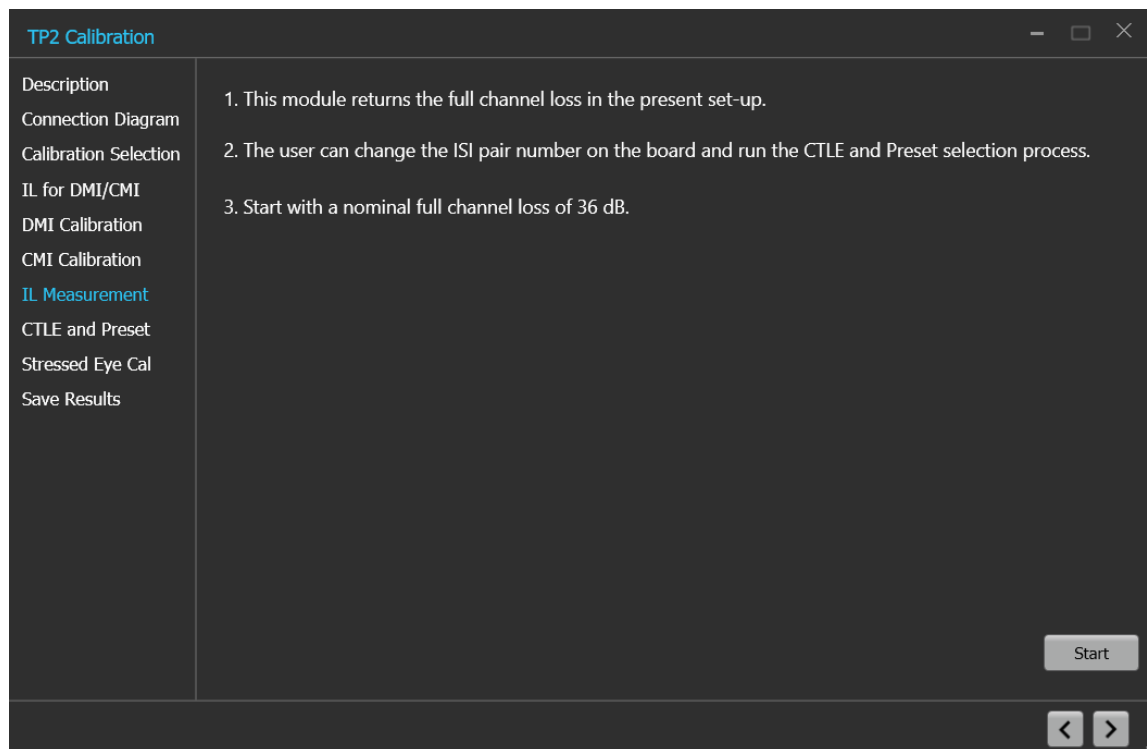 TP2 Calibration
Description
Connection Diagram
Calibration Selection
IL for DMI/CMI
DMI Calibration
CMI Calibration
IL Measurement
CTLE and Preset
Stressed Eye Cal
Save Results
1. This module returns the full channel loss in the present set-up.
2. The user can change the ISI pair number on the board and run the CTLE and Preset selection process.
3. Start with a nominal full channel loss of 36 dB.
Start